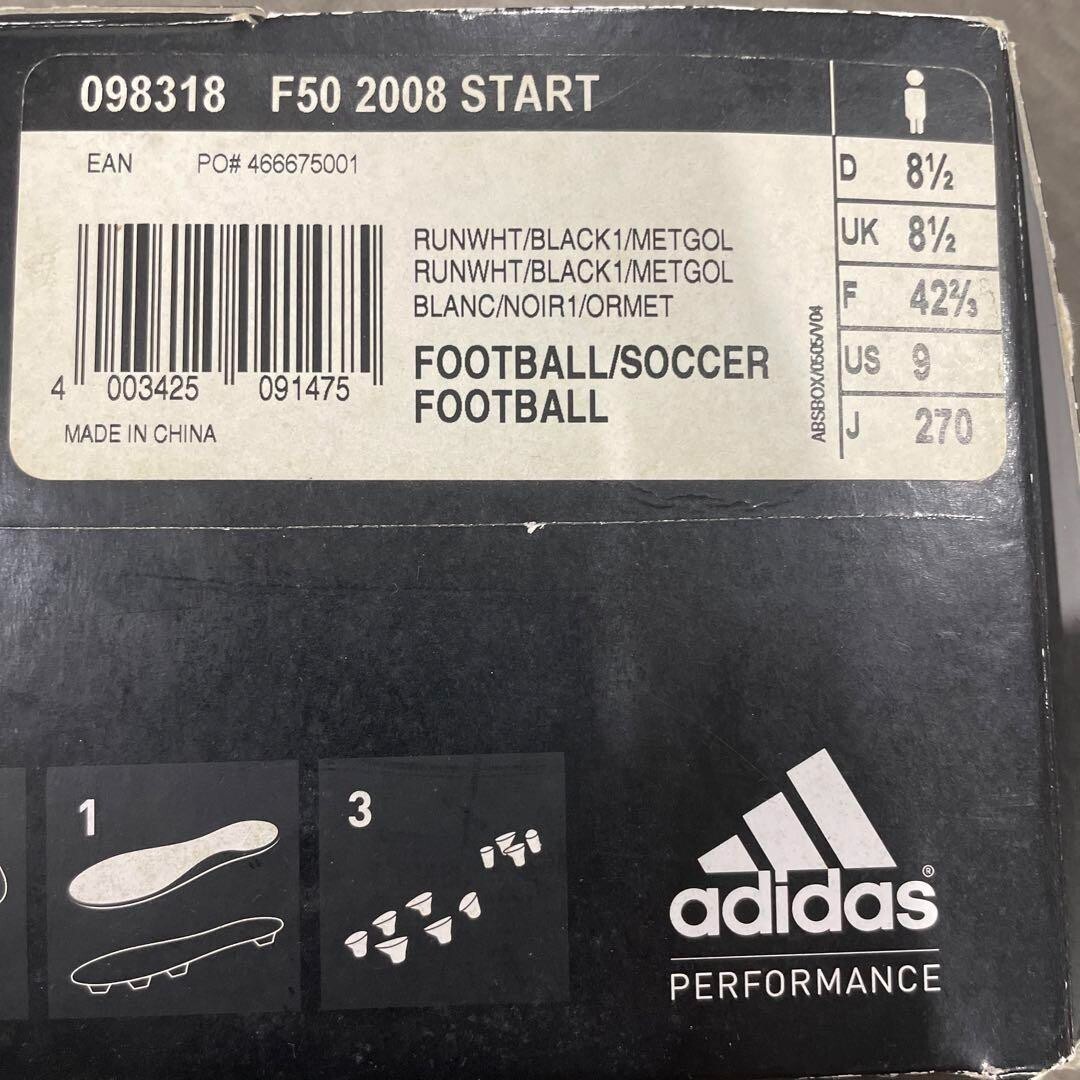 098318 F50 2008 START
EAN PO# 466675001
RUNWHT/BLACK1/METGOL
RUNWHT/BLACK1/METGOL
BLANC/NOIR1/ORMET
FOOTBALL/SOCCER
FOOTBALL
4 003425 091475
MADE IN CHINA
ABSBOX/0505/V04
D 8½
UK 8½
F 42⅔
US 9
J 270
1
3
adidas®
PERFORMANCE